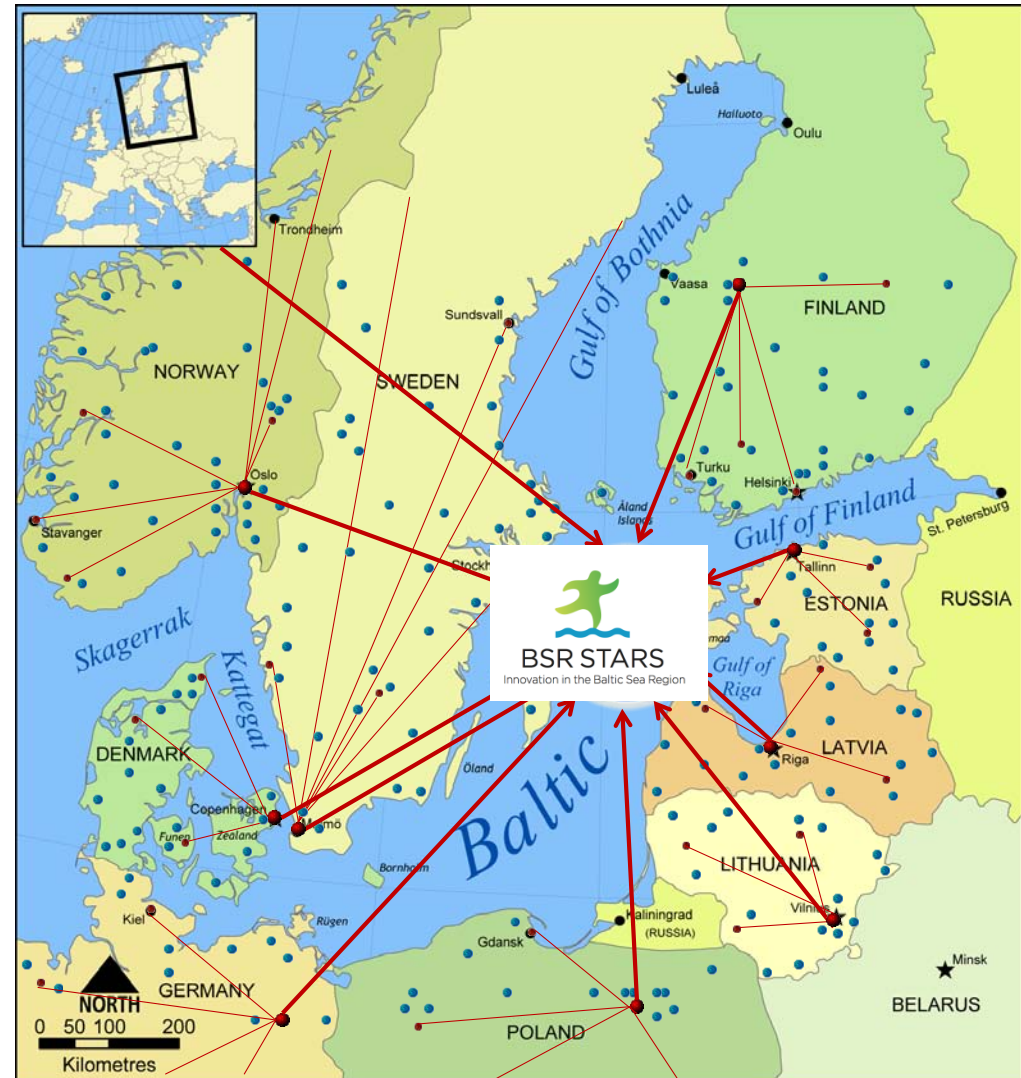 Luleå
Hailuoto
Oulu
Trondheim
Gulf of Bothnia
Vaasa
FINLAND
Sundsvall
NORWAY
SWEDEN
Turku
Helsinki
Oslo
Åland
Islands
Gulf of Finland
St. Petersburg
Stavanger
Tallinn
ESTONIA
RUSSIA
Skagerrak
Kattegat
BSR STARS
Innovation in the Baltic Sea Region
Gulf of
Riga
LATVIA
Riga
DENMARK
Öland
Copenhagen
Funen
Zealand
Baltic
Bornholm
LITHUANIA
Vilnius
Kiel
Rügen
Kaliningrad
(RUSSIA)
Gdansk
Minsk
GERMANY
BELARUS
NORTH
POLAND
0 50 100 200
Kilometres